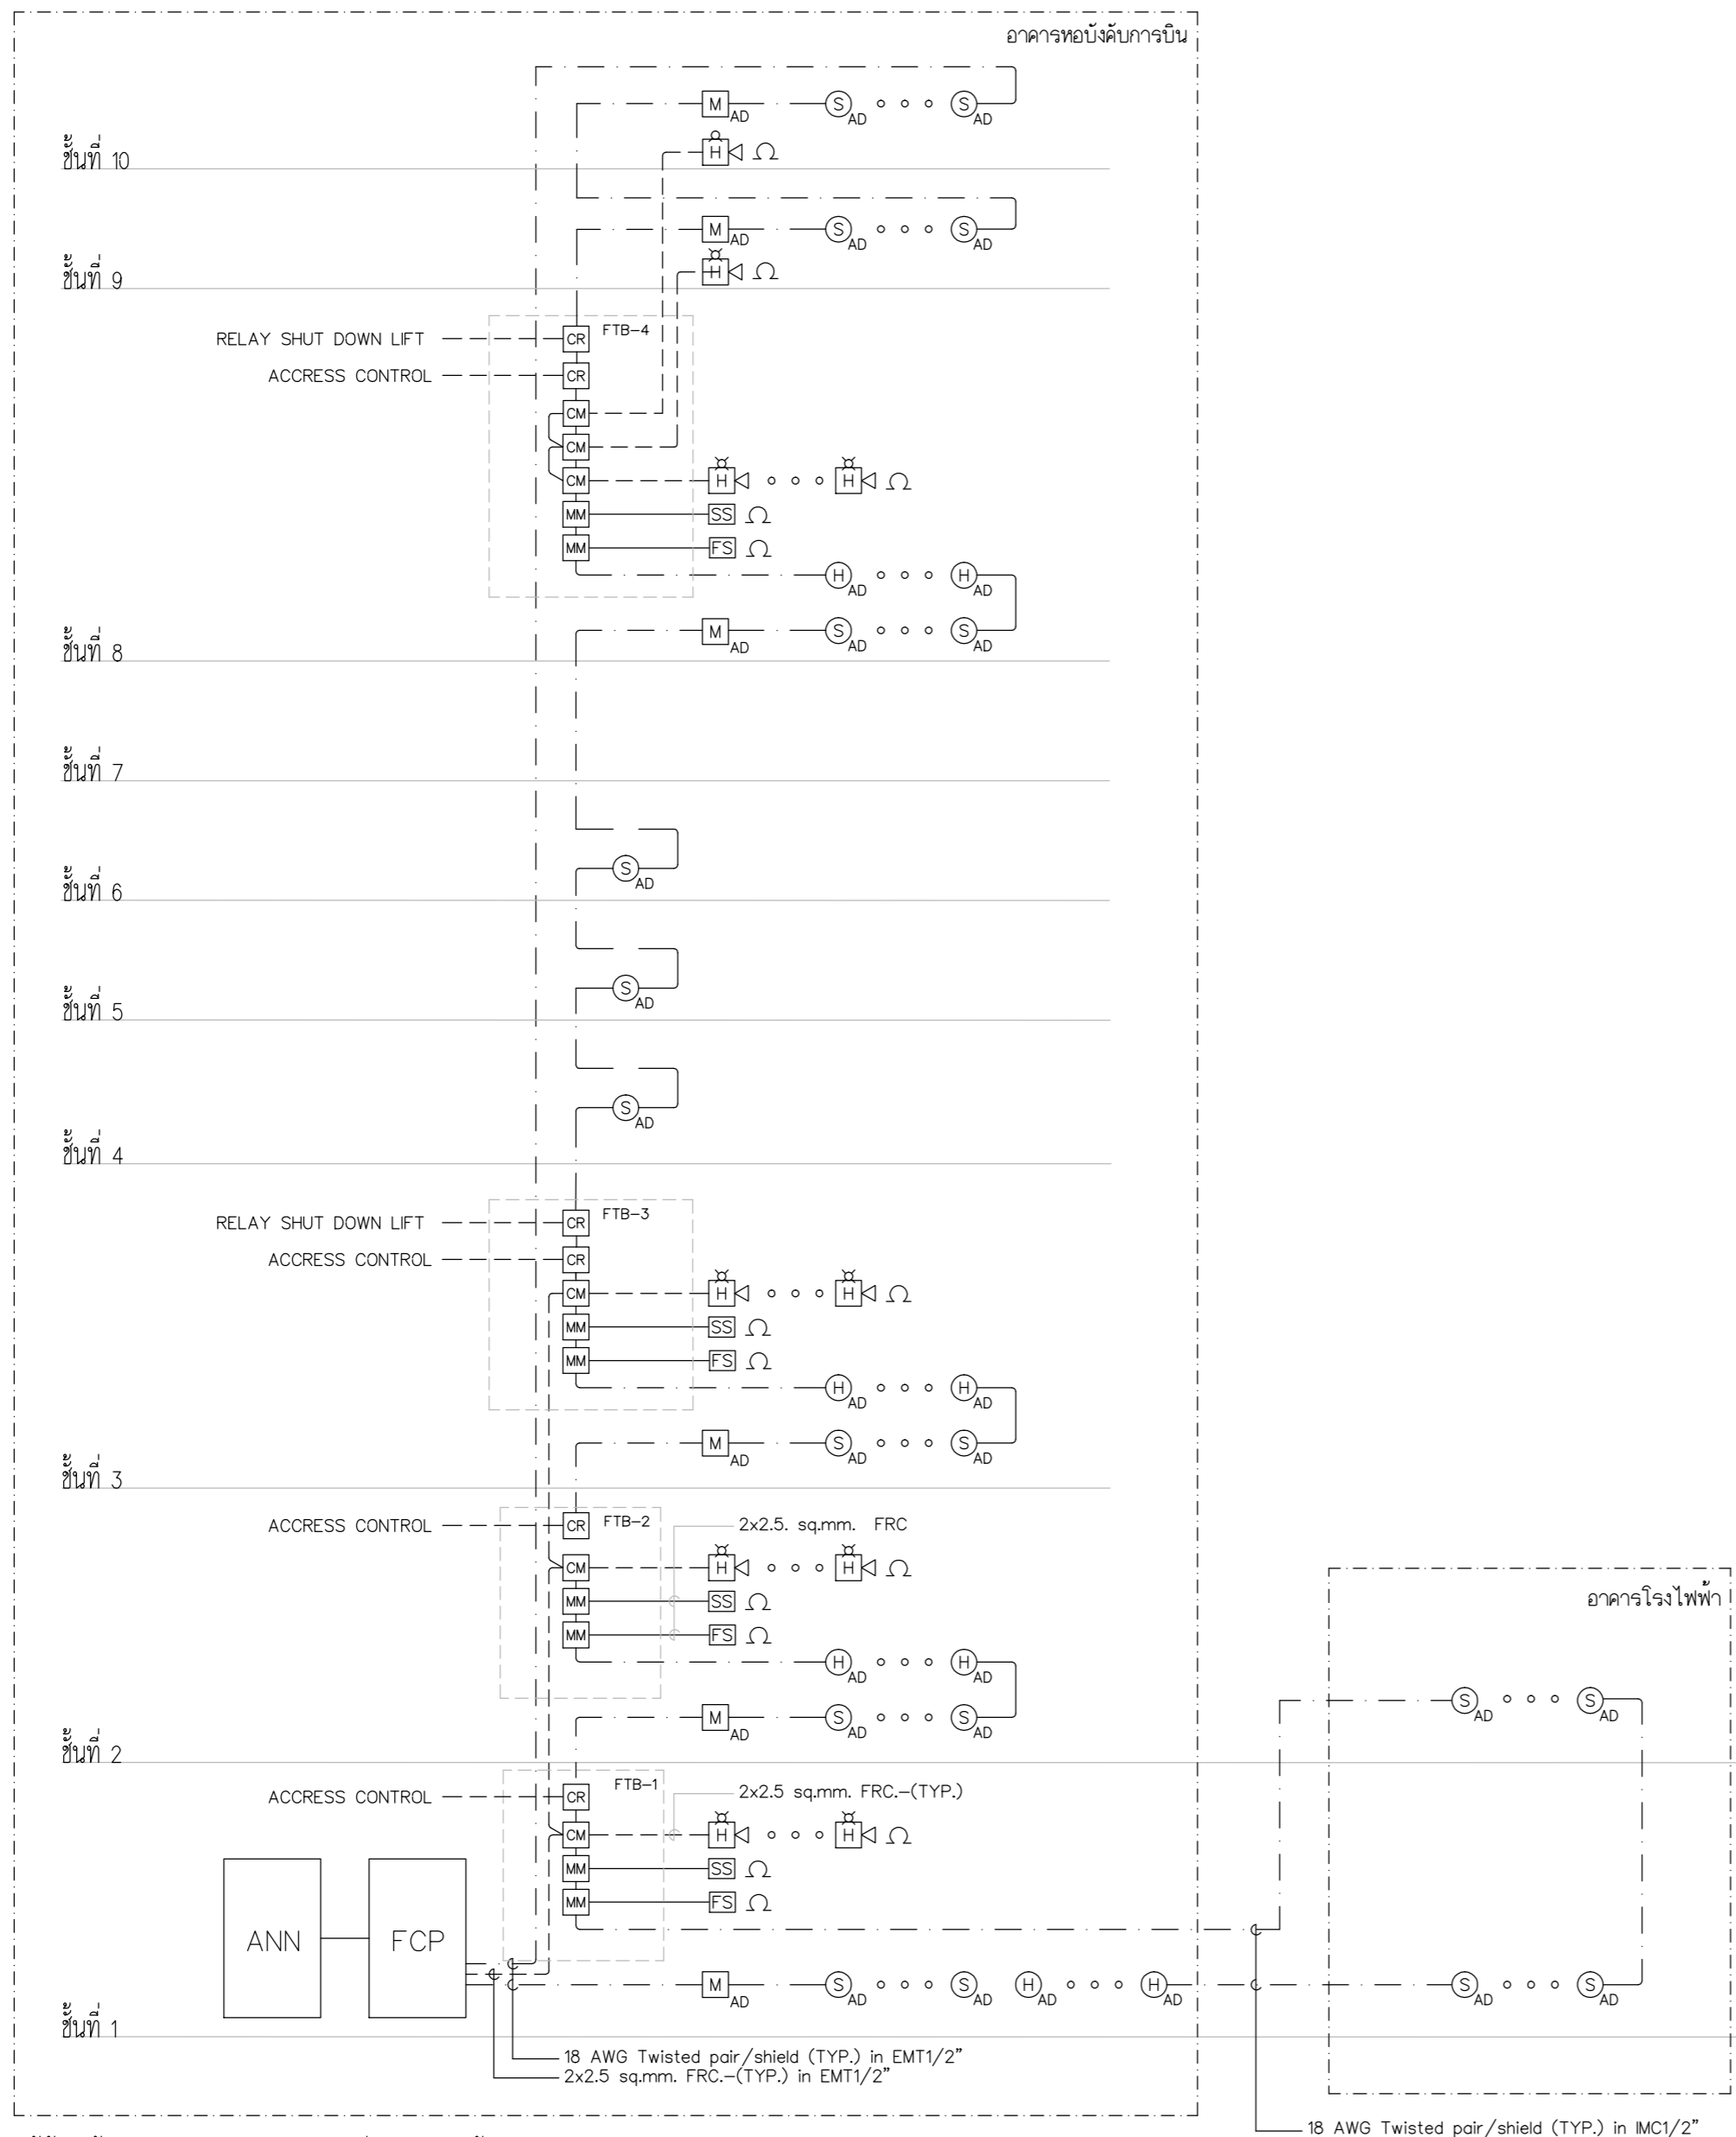 อาคารหอบังคับการบิน
M AD S AD S AD
H Ω
ชั้นที่ 10
M AD S AD S AD
H Ω
ชั้นที่ 9
RELAY SHUT DOWN LIFT CR FTB-4
ACCRESS CONTROL CR
CM
CM
CM H H Ω
MM SS Ω
MM FS Ω
H AD H AD
M AD S AD S AD
ชั้นที่ 8
ชั้นที่ 7
S AD
ชั้นที่ 6
S AD
ชั้นที่ 5
S AD
ชั้นที่ 4
RELAY SHUT DOWN LIFT CR FTB-3
ACCRESS CONTROL CR
CM H H Ω
MM SS Ω
MM FS Ω
H AD H AD
M AD S AD S AD
ชั้นที่ 3
ACCRESS CONTROL CR FTB-2 2x2.5. sq.mm. FRC
CM H H Ω
MM SS Ω
MM FS Ω
H AD H AD
M AD S AD S AD
ชั้นที่ 2
อาคารโรงไฟฟ้า
S AD S AD
ACCRESS CONTROL CR FTB-1 2x2.5 sq.mm. FRC.-(TYP.)
CM H H Ω
MM SS Ω
MM FS Ω
ANN FCP
M AD S AD S AD H AD H AD S AD S AD
ชั้นที่ 1
18 AWG Twisted pair/shield (TYP.) in EMT1/2"
2x2.5 sq.mm. FRC.-(TYP.) in EMT1/2"
18 AWG Twisted pair/shield (TYP.) in IMC1/2"